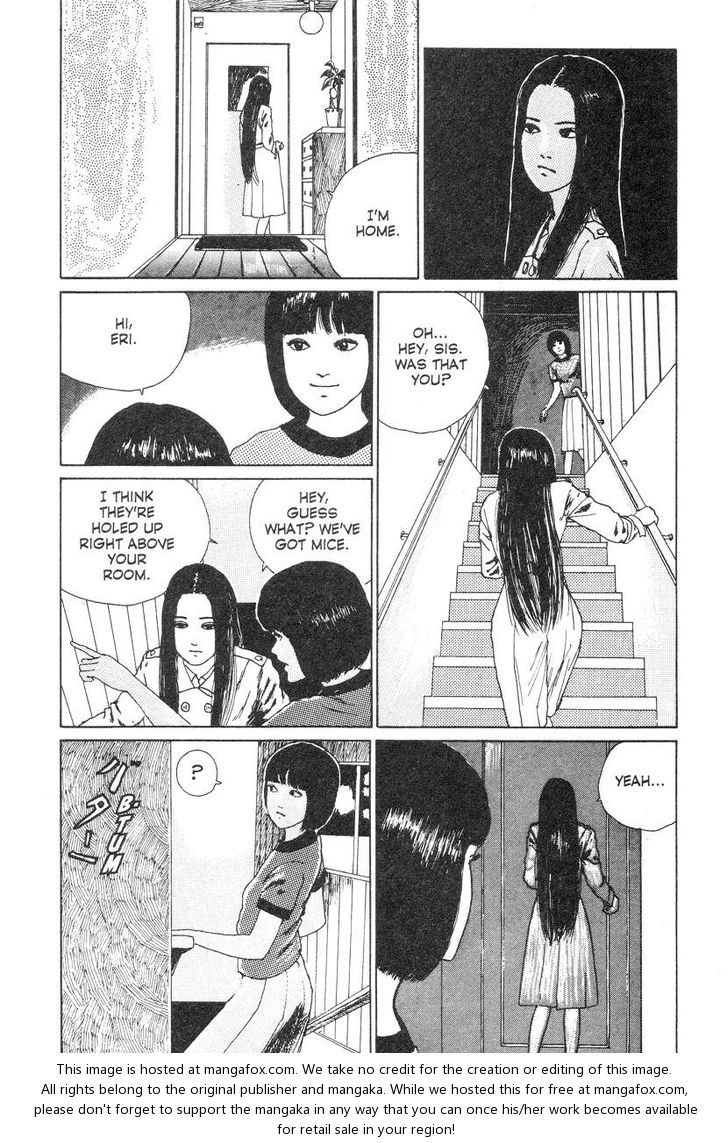 I'M
HOME.
OH...
HEY, SIS.
WAS THAT
YOU?
HI,
ERI.
HEY,
GUESS
WHAT? WE'VE
GOT MICE.
I THINK
THEY'RE
HOLED UP
RIGHT ABOVE
YOUR
ROOM.
YEAH...
?
バター
B-TUM
This image is hosted at mangafox.com. We take no credit for the creation or editing of this image.
All rights belong to the original publisher and mangaka. While we hosted this for free at mangafox.com,
please don't forget to support the mangaka in any way that you can once his/her work becomes available
for retail sale in your region!